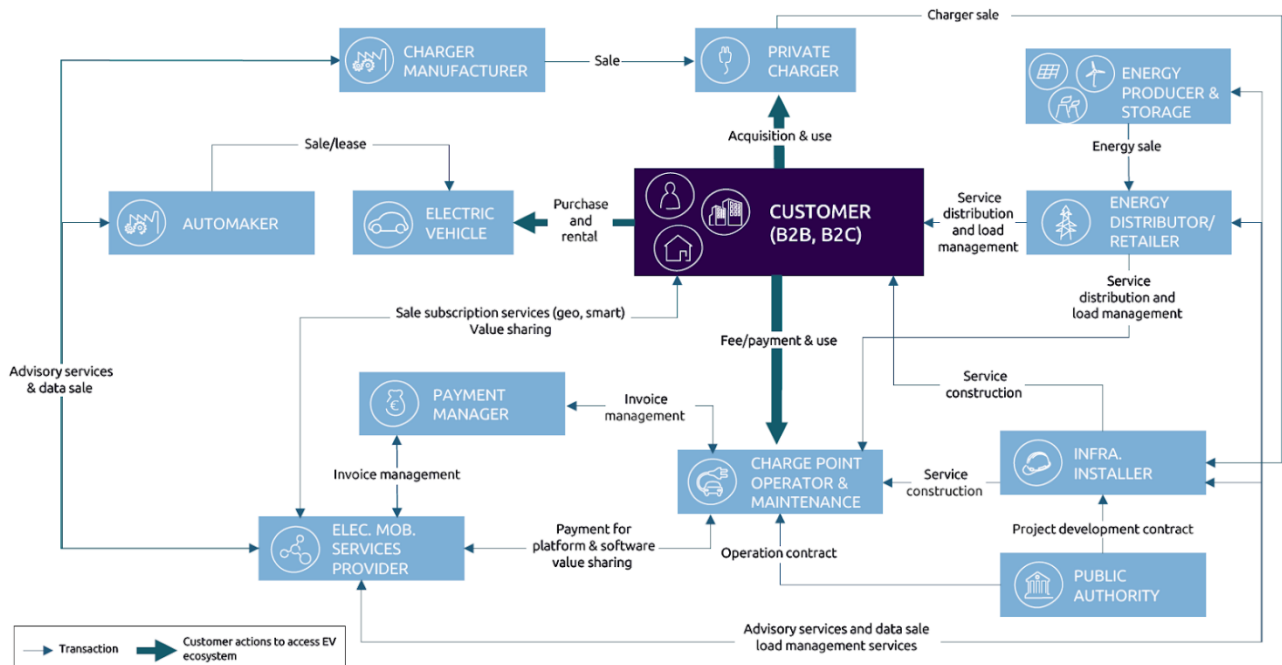 Charger sale
CHARGER
MANUFACTURER
Sale
PRIVATE
CHARGER
ENERGY
PRODUCER &
STORAGE
Acquisition & use
Energy sale
Sale/lease
AUTOMAKER
ELECTRIC
VEHICLE
Purchase
and
rental
CUSTOMER
(B2B, B2C)
Service
distribution
and load
management
ENERGY
DISTRIBUTOR/
RETAILER
Service
distribution and
load management
Sale subscription services (geo, smart)
Value sharing
Fee/payment & use
Advisory services
& data sale
€
PAYMENT
MANAGER
Invoice
management
Service
construction
Invoice management
CHARGE POINT
OPERATOR &
MAINTENANCE
Service
construction
INFRA.
INSTALLER
ELEC. MOB.
SERVICES
PROVIDER
Payment for
platform & software
value sharing
Operation contract
Project development contract
PUBLIC
AUTHORITY
Advisory services and data sale
load management services
Transaction
Customer actions to access EV
ecosystem